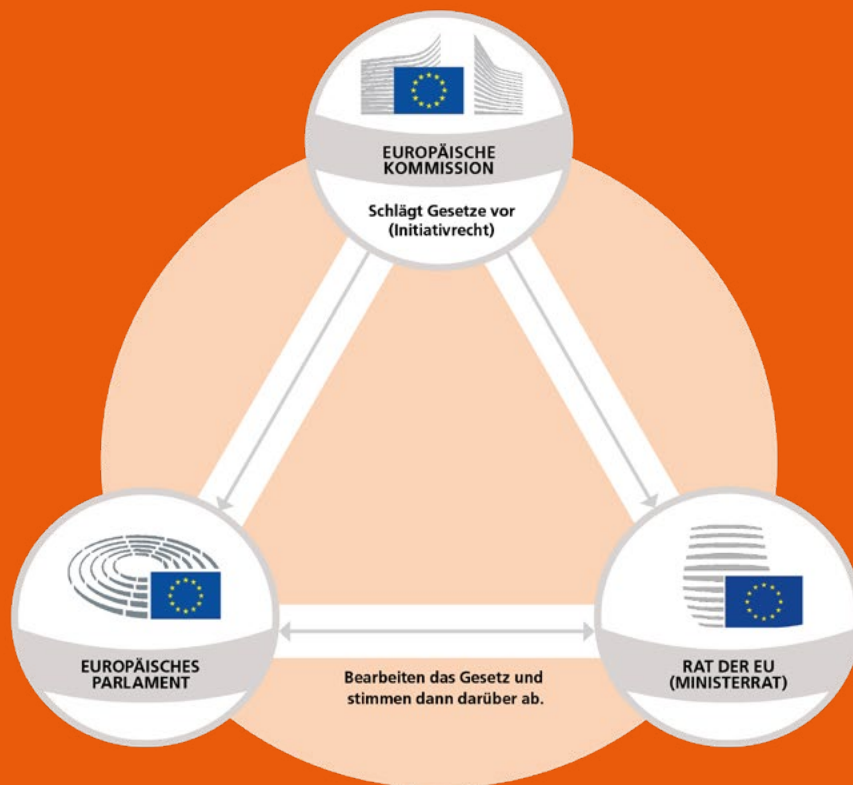 EUROPÄISCHE
KOMMISSION
Schlägt Gesetze vor
(Initiativrecht)
EUROPÄISCHES
PARLAMENT
Bearbeiten das Gesetz und
stimmen dann darüber ab.
RAT DER EU
(MINISTERRAT)